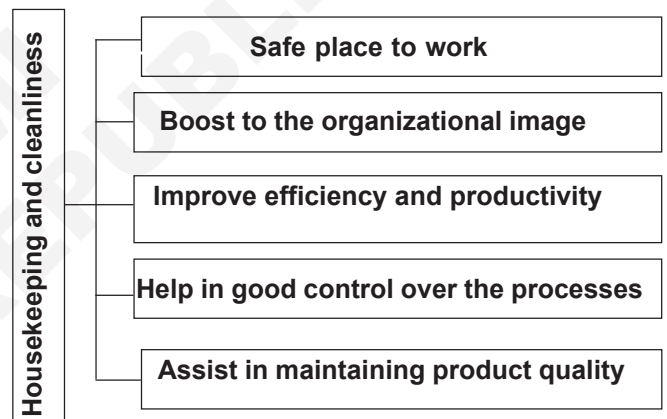 Housekeeping and cleanliness
Safe place to work
Boost to the organizational image
Improve efficiency and productivity
Help in good control over the processes
Assist in maintaining product quality